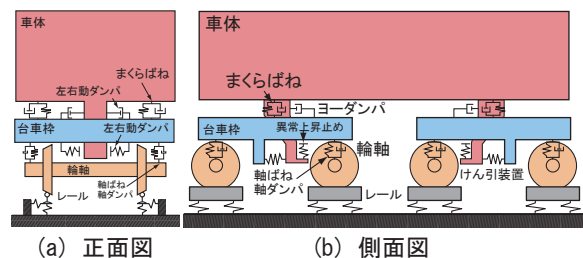 車体
まくらばね
左右動ダンパ
台車枠
左右動ダンパ
輪軸
軸ばね
軸ダンパ
レール
(a) 正面図
車体
まくらばね
ヨーダンパ
台車枠
異常上昇止め
輪軸
軸ばね
軸ダンパ
けん引装置
レール
(b) 側面図